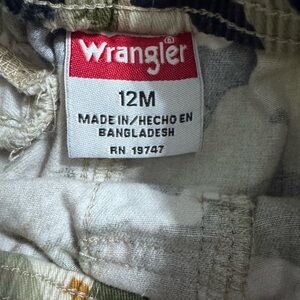 Wrangler®
12M
MADE IN/HECHO EN
BANGLADESH
RN 19747